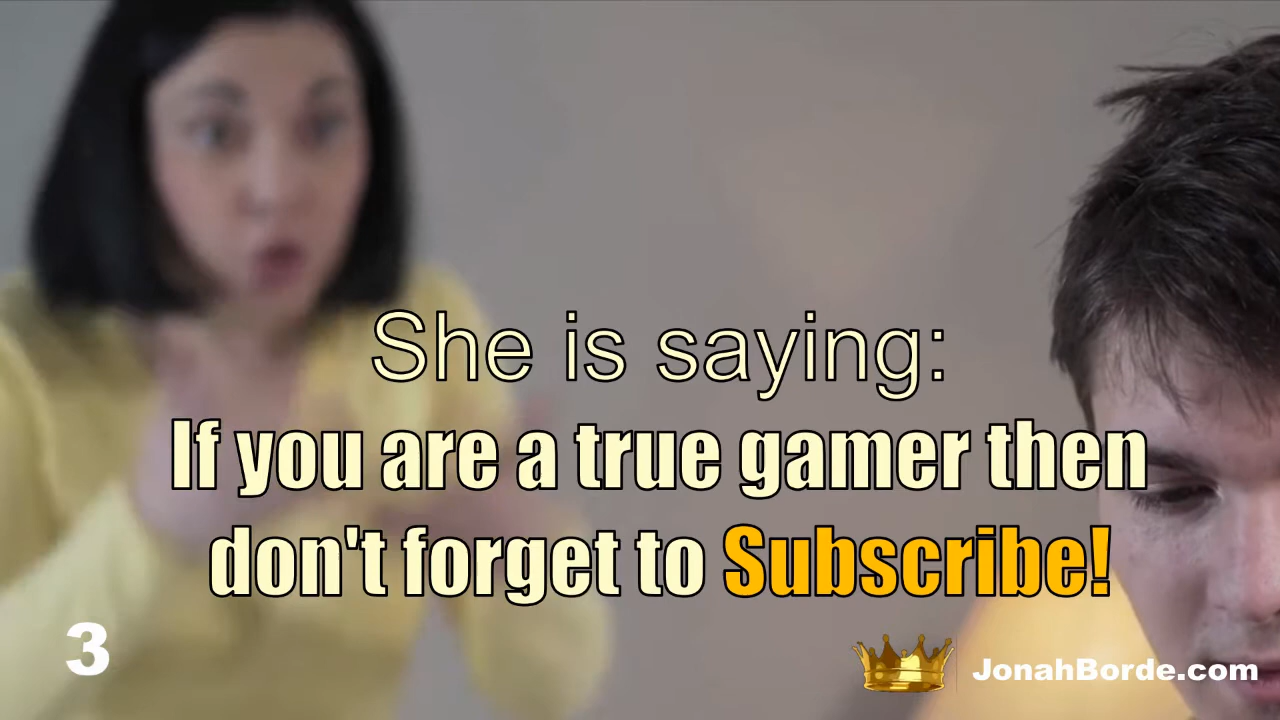 She is saying:
If you are a true gamer then
don't forget to Subscribe!
3
JonahBorde.com